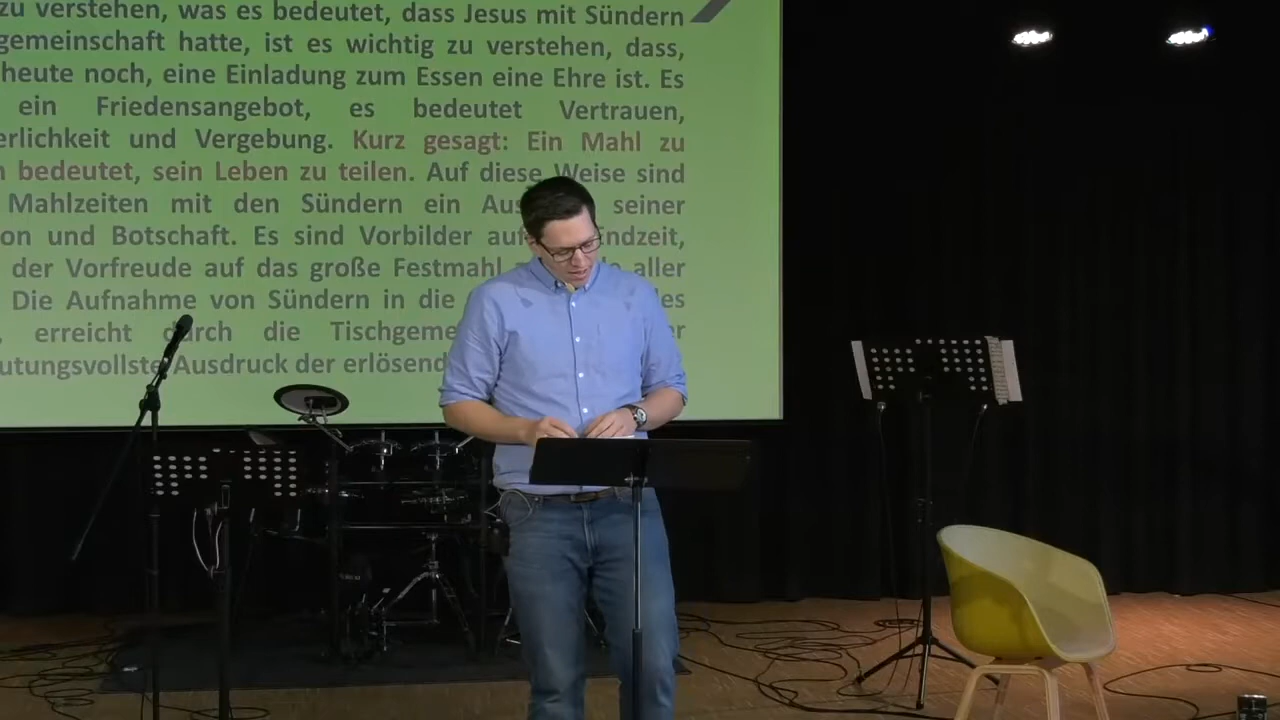 zu verstehen, was es bedeutet, dass Jesus mit Sündern
gemeinschaft hatte, ist es wichtig zu verstehen, dass,
heute noch, eine Einladung zum Essen eine Ehre ist. Es
ein Friedensangebot, es bedeutet Vertrauen,
erlichkeit und Vergebung. Kurz gesagt: Ein Mahl zu
bedeutet, sein Leben zu teilen. Auf diese Weise sind
Mahlzeiten mit den Sündern ein Aus seiner
on und Botschaft. Es sind Vorbilder auf Endzeit,
der Vorfreude auf das große Festmahl aller
Die Aufnahme von Sündern in die es
erreicht durch die Tischgeme
utungsvollste Ausdruck der erlösend